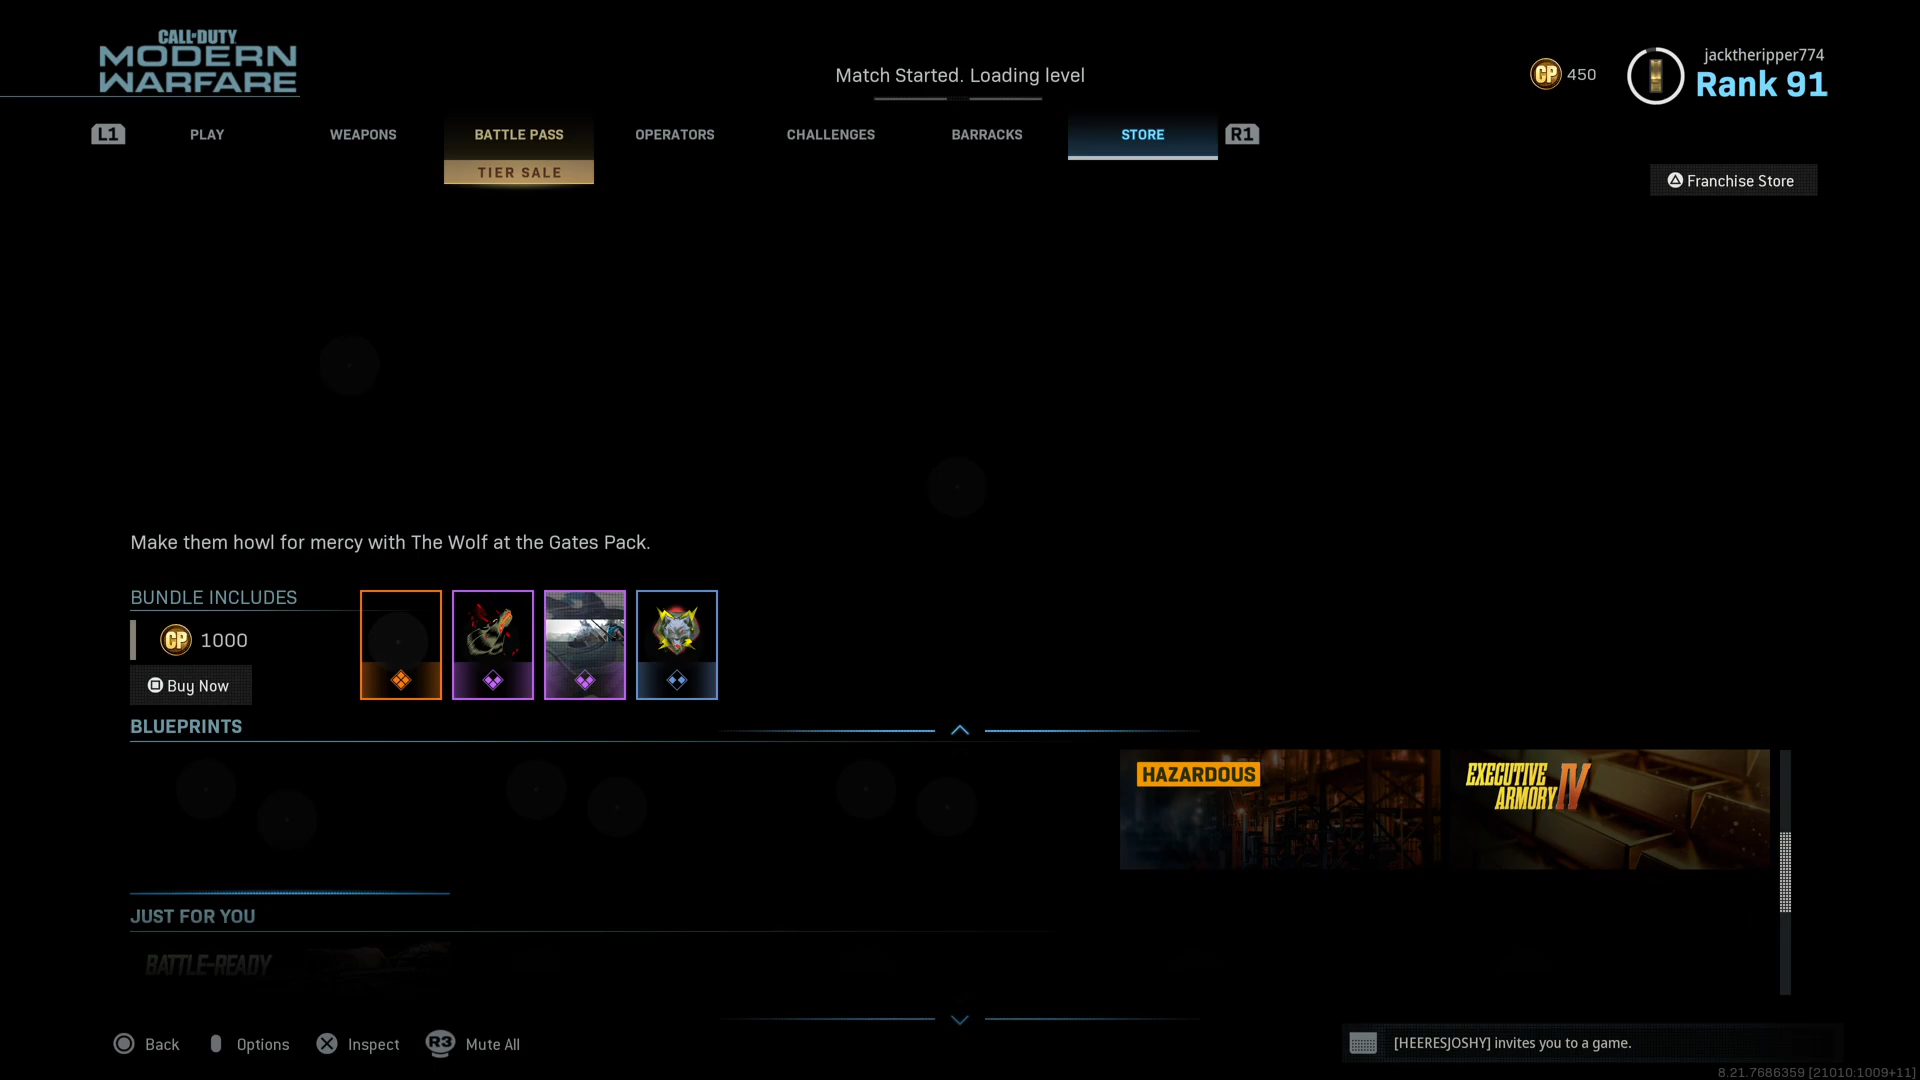 CALL OF DUTY
MODERN
WARFARE
Match Started. Loading level
CP 450
jacktheripper774
Rank 91
L1 PLAY WEAPONS BATTLE PASS OPERATORS CHALLENGES BARRACKS STORE R1
TIER SALE
Franchise Store
Make them howl for mercy with The Wolf at the Gates Pack.
BUNDLE INCLUDES
CP 1000
Buy Now
BLUEPRINTS
HAZARDOUS
EXECUTIVE
ARMORY IV
JUST FOR YOU
BATTLE-READY
Back Options Inspect R3 Mute All
[HEERESJOSHY] invites you to a game.
8.21.7686359 [21010:1009+11]